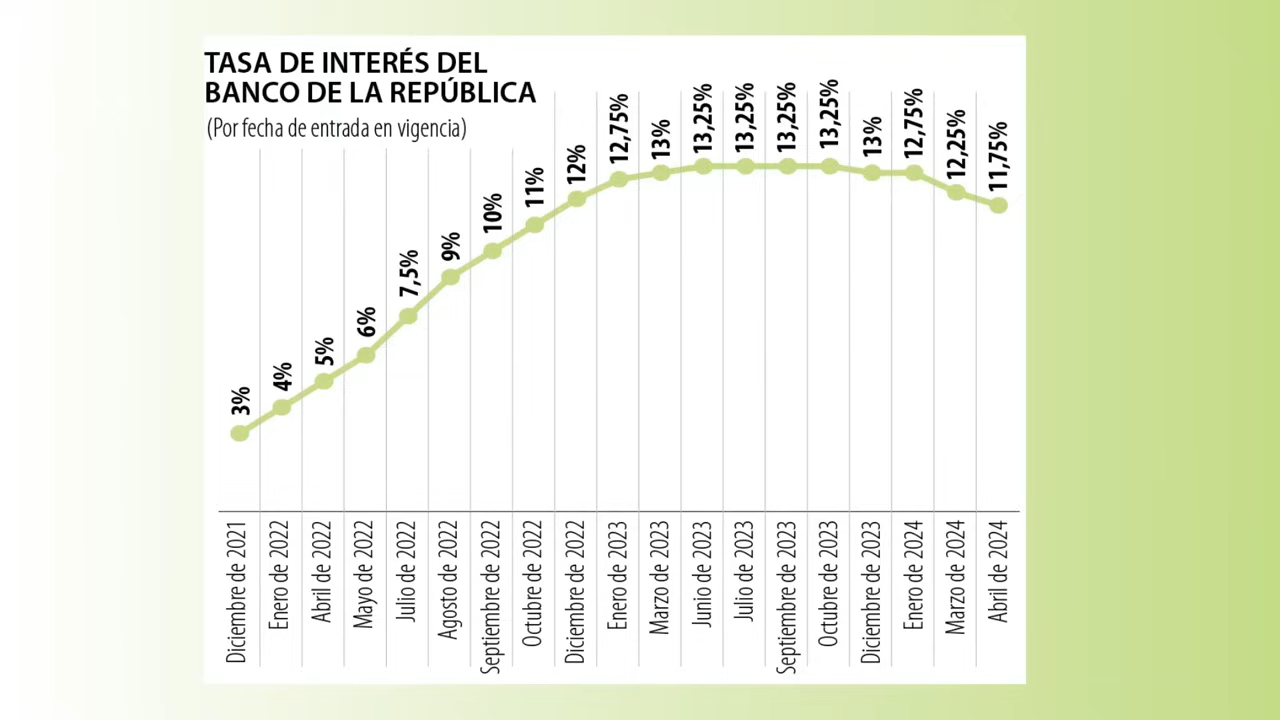 TASA DE INTERÉS DEL
BANCO DE LA REPÚBLICA
(Por fecha de entrada en vigencia)
3%
4%
5%
6%
7,5%
9%
10%
11%
12%
12,75%
13%
13,25%
13,25%
13,25%
13,25%
13%
12,75%
12,25%
11,75%
Diciembre de 2021
Enero de 2022
Abril de 2022
Mayo de 2022
Julio de 2022
Agosto de 2022
Septiembre de 2022
Octubre de 2022
Diciembre de 2022
Enero de 2023
Marzo de 2023
Junio de 2023
Julio de 2023
Septiembre de 2023
Octubre de 2023
Diciembre de 2023
Enero de 2024
Marzo de 2024
Abril de 2024